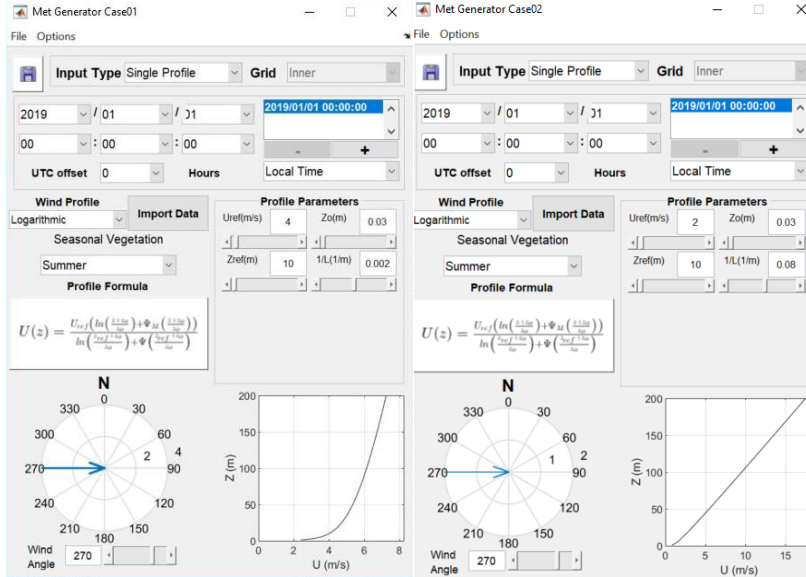 Met Generator Case01
File Options
Input Type Single Profile Grid Inner
2019 / 01 / 01
2019/01/01 00:00:00
00 : 00 : 00
- +
UTC offset 0 Hours Local Time
Wind Profile
Logarithmic
Import Data
Seasonal Vegetation
Summer
Profile Formula
Profile Parameters
Uref(m/s) 4 Zo(m) 0.03
Zref(m) 10 1/L(1/m) 0.002
N
0
330 30
300 60
2 4
270 90
240 120
210 150
180
Wind
Angle
270
200
150
100
50
0
Z (m)
0 2 4 6 8
U (m/s)
Met Generator Case02
File Options
Input Type Single Profile Grid Inner
2019 / 01 / 01
2019/01/01 00:00:00
00 : 00 : 00
- +
UTC offset 0 Hours Local Time
Wind Profile
Logarithmic
Import Data
Seasonal Vegetation
Summer
Profile Formula
Profile Parameters
Uref(m/s) 2 Zo(m) 0.03
Zref(m) 10 1/L(1/m) 0.08
N
0
330 30
300 60
1 2
270 90
240 120
210 150
180
Wind
Angle
270
200
150
100
50
0
Z (m)
0 5 10 15
U (m/s)